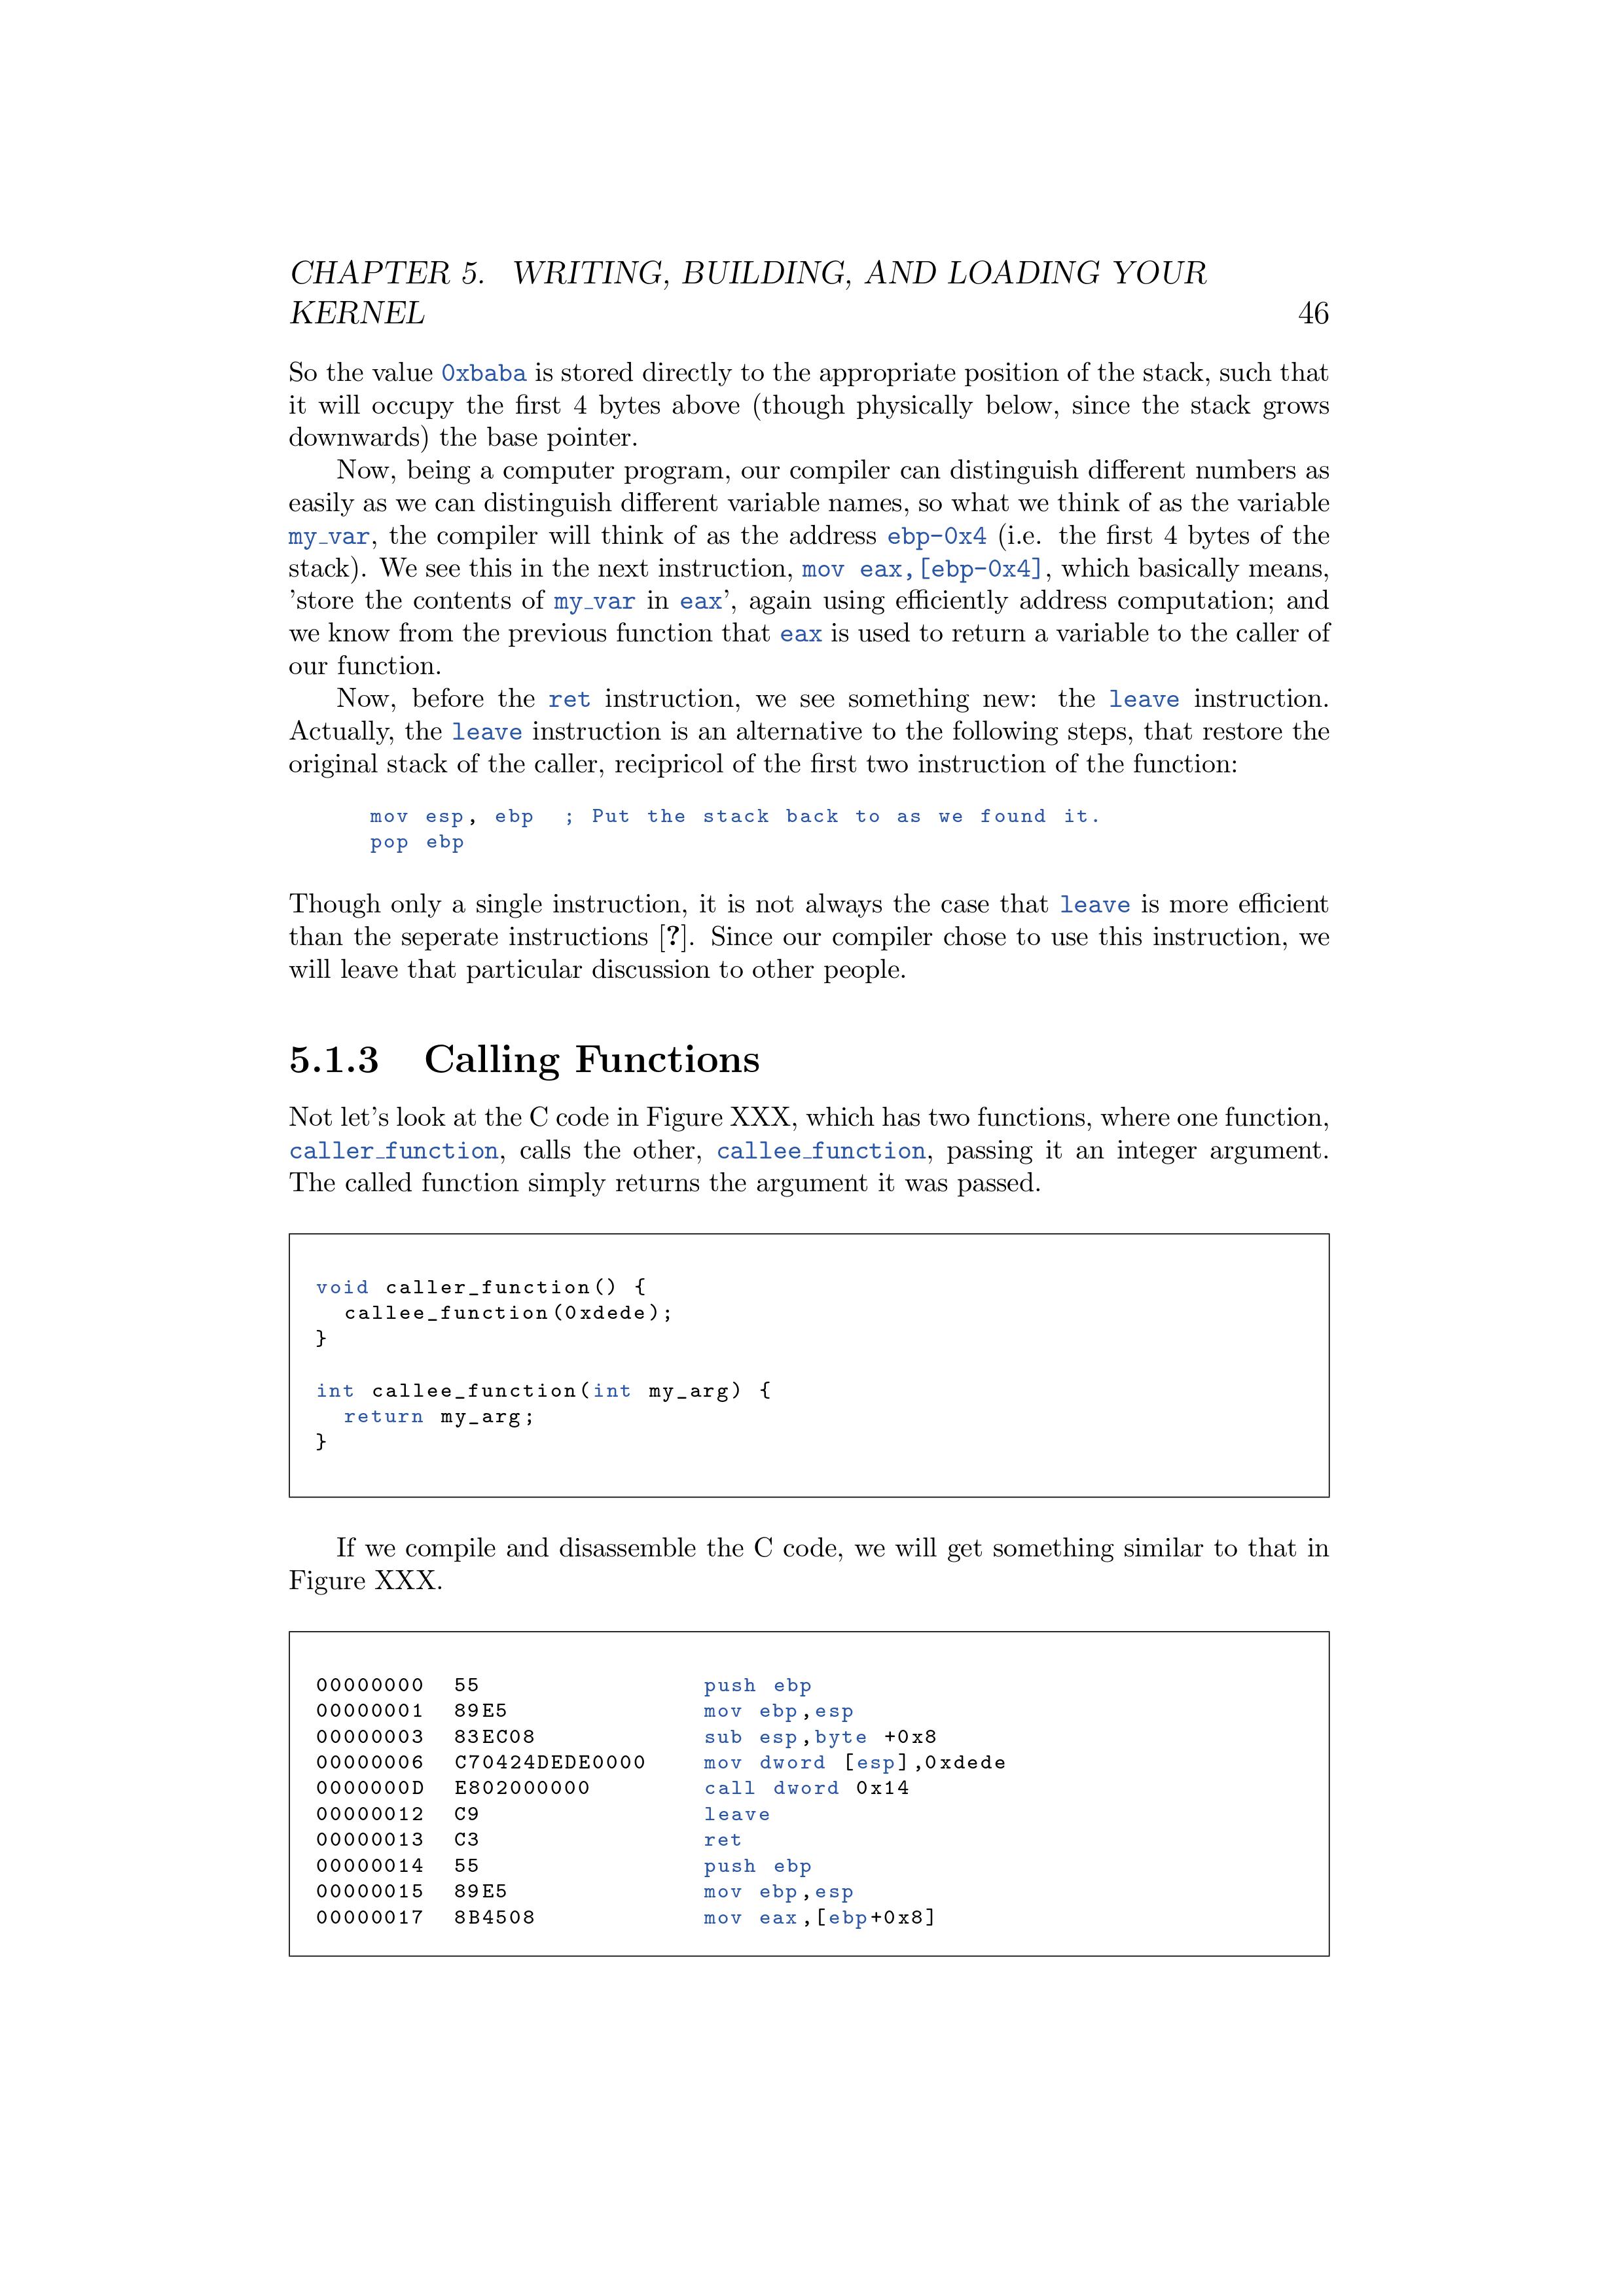 CHAPTER 5. WRITING, BUILDING, AND LOADING YOUR
KERNEL 46
So the value 0xbaba is stored directly to the appropriate position of the stack, such that
it will occupy the first 4 bytes above (though physically below, since the stack grows
downwards) the base pointer.
Now, being a computer program, our compiler can distinguish different numbers as
easily as we can distinguish different variable names, so what we think of as the variable
my_var, the compiler will think of as the address ebp-0x4 (i.e. the first 4 bytes of the
stack). We see this in the next instruction, mov eax,[ebp-0x4], which basically means,
’store the contents of my_var in eax’, again using efficiently address computation; and
we know from the previous function that eax is used to return a variable to the caller of
our function.
Now, before the ret instruction, we see something new: the leave instruction.
Actually, the leave instruction is an alternative to the following steps, that restore the
original stack of the caller, recipricol of the first two instruction of the function:
mov esp, ebp ; Put the stack back to as we found it.
pop ebp
Though only a single instruction, it is not always the case that leave is more efficient
than the seperate instructions [?]. Since our compiler chose to use this instruction, we
will leave that particular discussion to other people.
5.1.3 Calling Functions
Not let’s look at the C code in Figure XXX, which has two functions, where one function,
caller_function, calls the other, callee_function, passing it an integer argument.
The called function simply returns the argument it was passed.
void caller_function() {
callee_function(0xdede);
}
int callee_function(int my_arg) {
return my_arg;
}
If we compile and disassemble the C code, we will get something similar to that in
Figure XXX.
00000000 55 push ebp
00000001 89E5 mov ebp,esp
00000003 83EC08 sub esp,byte +0x8
00000006 C70424DEDE0000 mov dword [esp],0xdede
0000000D E802000000 call dword 0x14
00000012 C9 leave
00000013 C3 ret
00000014 55 push ebp
00000015 89E5 mov ebp,esp
00000017 8B4508 mov eax,[ebp+0x8]